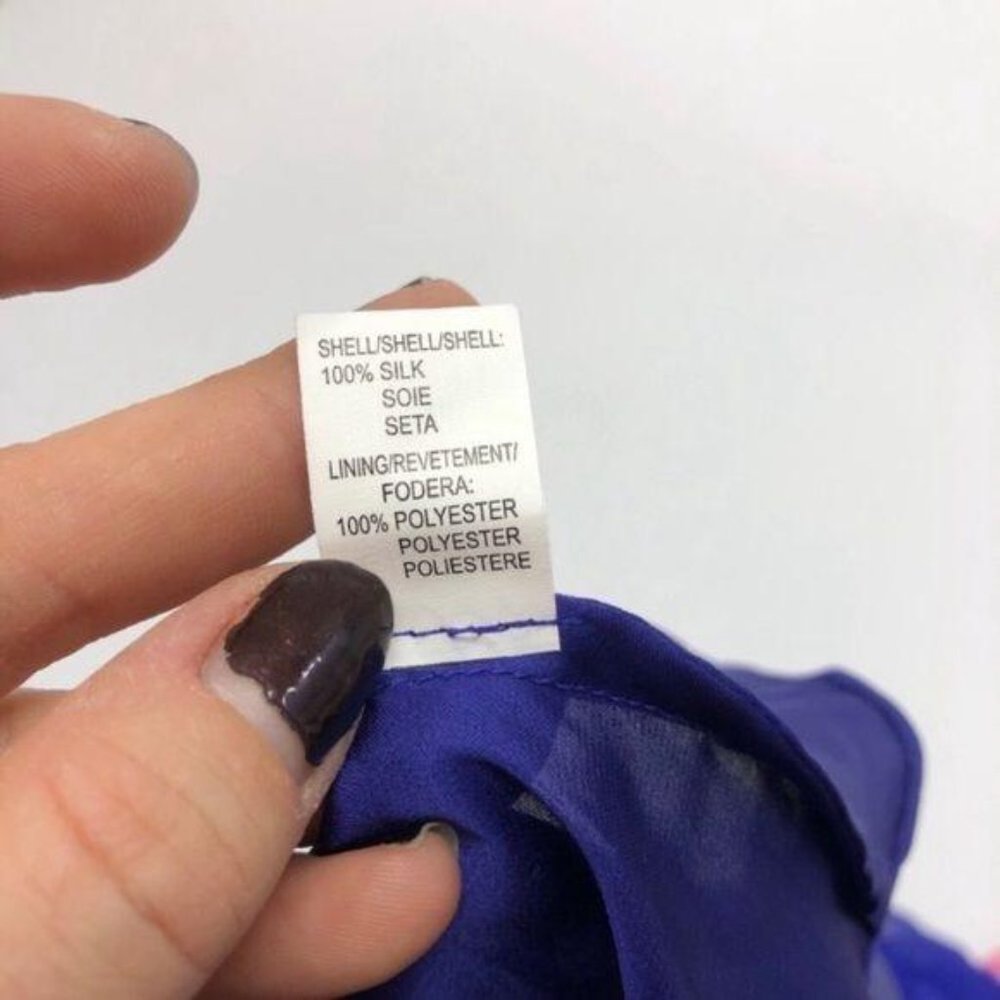 SHELL/SHELL/SHELL:
100% SILK
SOIE
SETA
LINING/REVETEMENT/
FODERA:
100% POLYESTER
POLYESTER
POLIESTERE